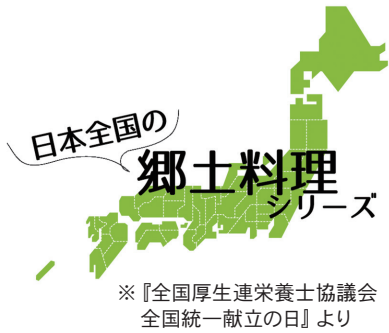 日本全国の
郷土料理
シリーズ
※『全国厚生連栄養士協議会
全国統一献立の日』より